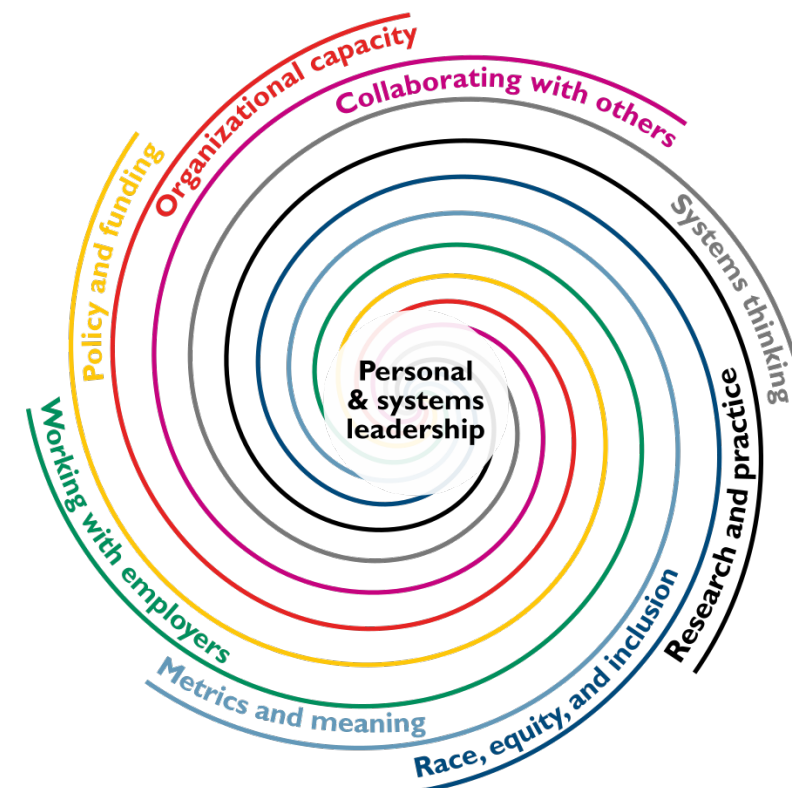 Organizational capacity
Collaborating with others
Systems thinking
Research and practice
Race, equity, and inclusion
Metrics and meaning
Working with employers
Policy and funding
Personal
& systems
leadership